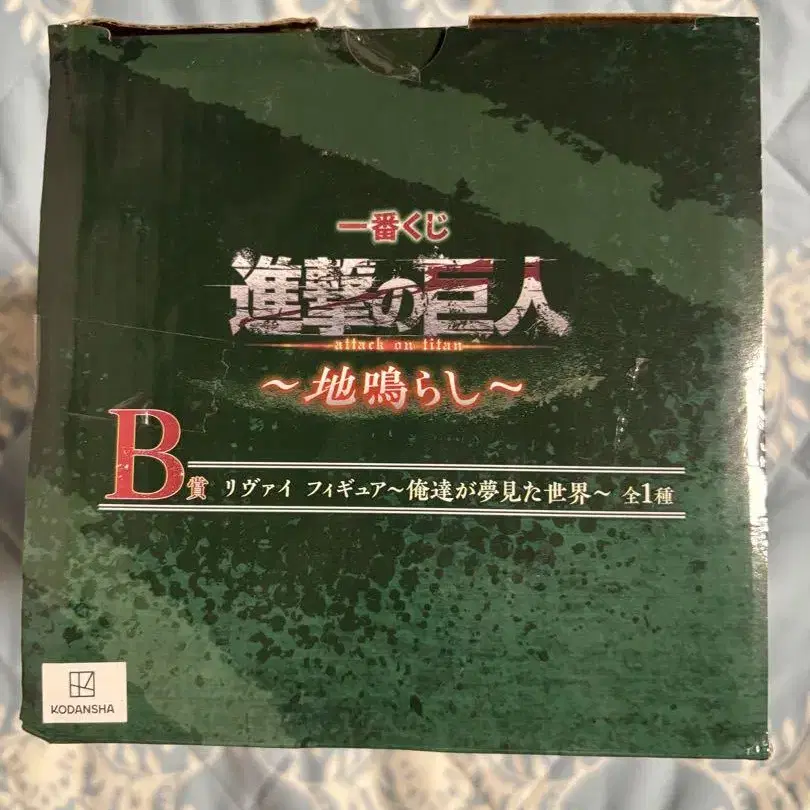 一番くじ
進撃の巨人
attack on titan
～地鳴らし～
B賞 リヴァイ フィギュア～俺達が夢見た世界～ 全1種
KODANSHA